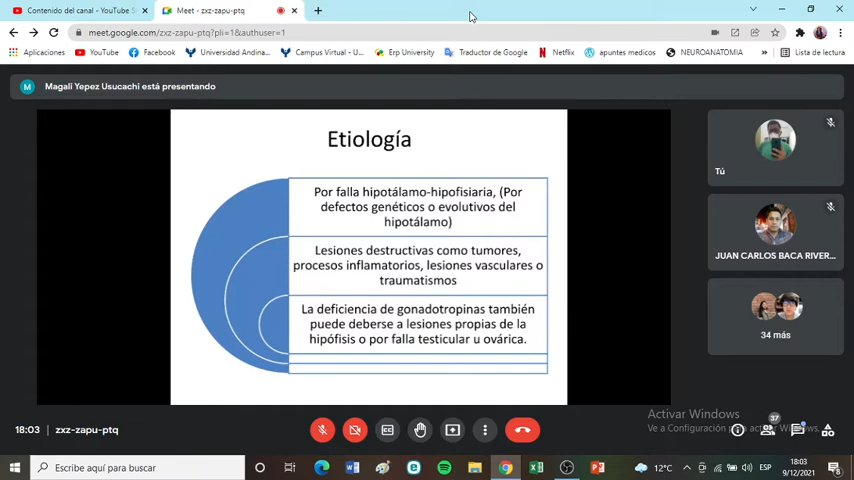 Contenido del canal - YouTube S
Meet - zxz-zapu-ptq
meet.google.com/zxz-zapu-ptq?pli=1&authuser=1
Aplicaciones YouTube Facebook Universidad Andina... Campus Virtual - U... Erp University Traductor de Google Netflix apuntes medicos NEUROANATOMIA Lista de lectura
M Magali Yepez Usucachi está presentando
Etiología
Por falla hipotálamo-hipofisiaria, (Por
defectos genéticos o evolutivos del
hipotálamo)
Lesiones destructivas como tumores,
procesos inflamatorios, lesiones vasculares o
traumatismos
La deficiencia de gonadotropinas también
puede deberse a lesiones propias de la
hipófisis o por falla testicular u ovárica.
Tú
JUAN CARLOS BACA RIVER...
34 más
Activar Windows
Ve a Configuración para activar Windows.
18:03 zxz-zapu-ptq
37
Escribe aquí para buscar
12°C
ESP
18:03
9/12/2021